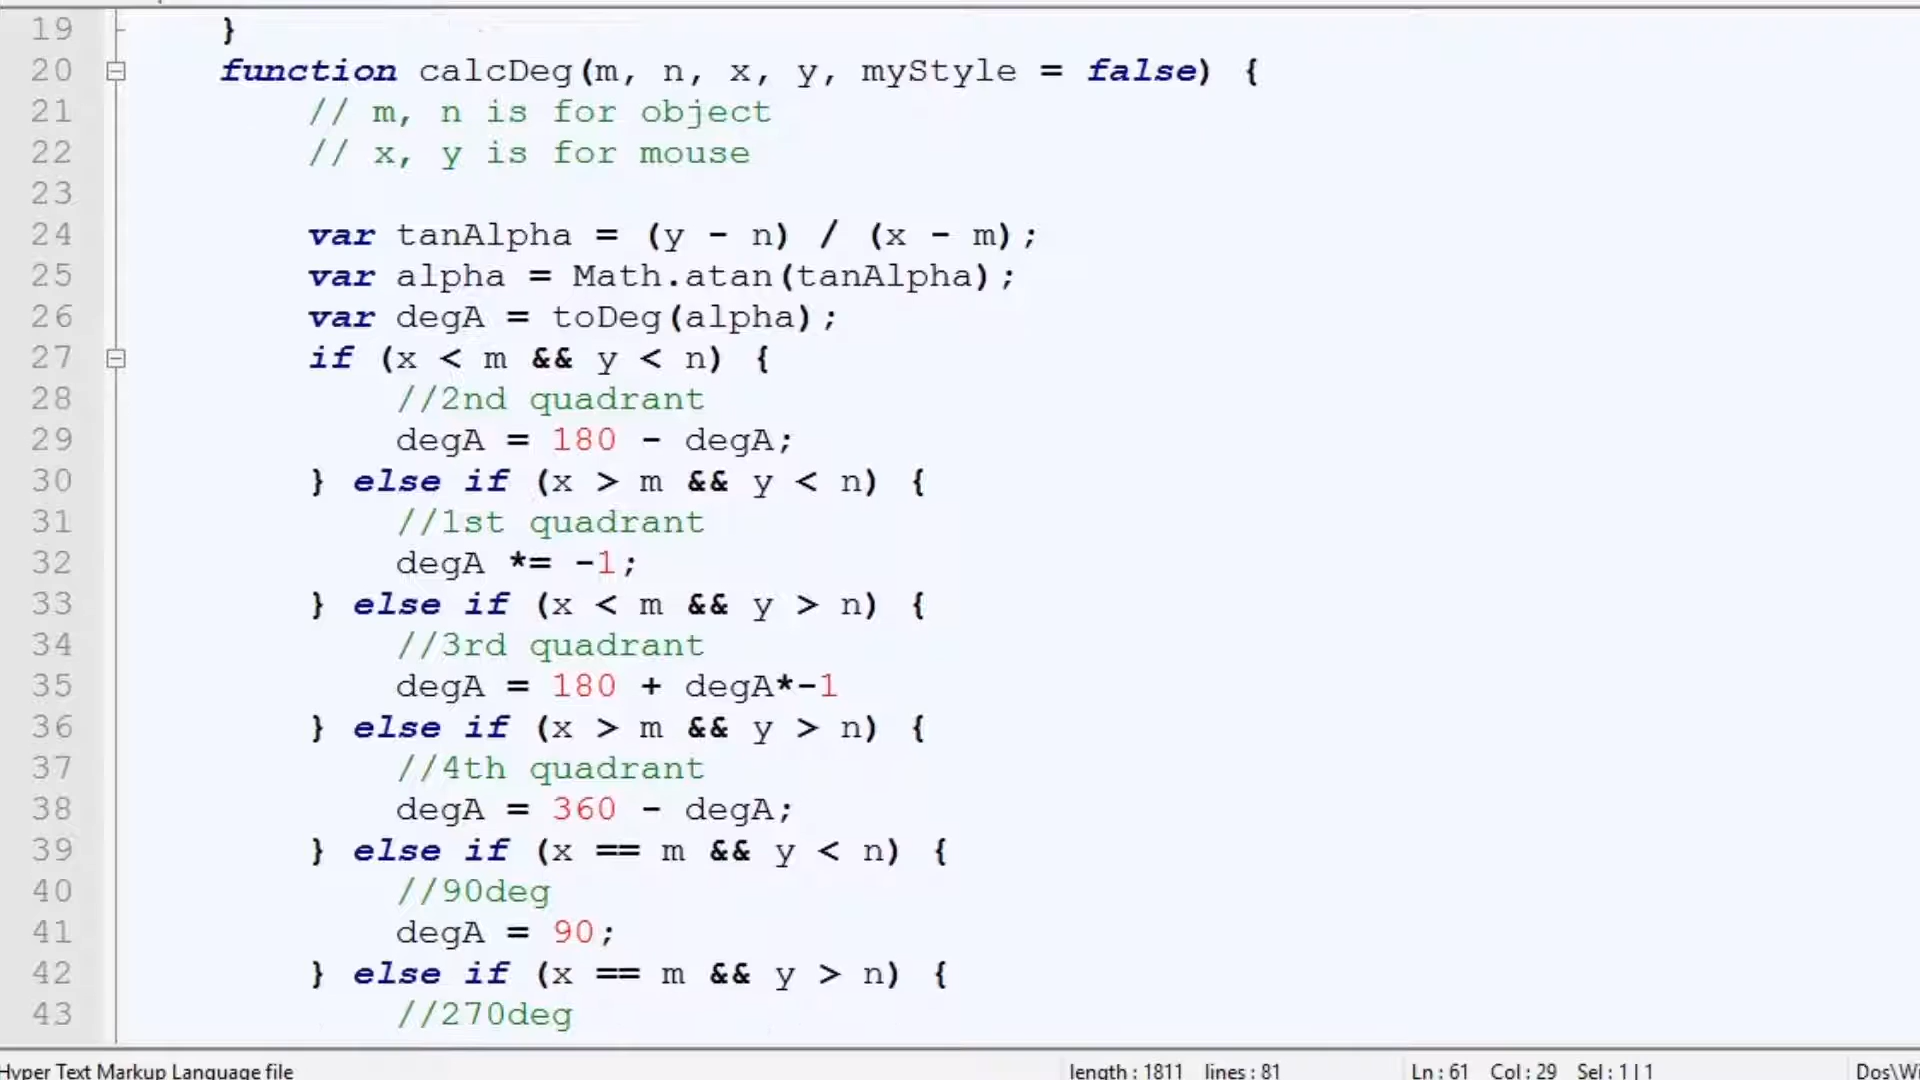 19 }
20 function calcDeg(m, n, x, y, myStyle = false) {
21 // m, n is for object
22 // x, y is for mouse
23
24 var tanAlpha = (y - n) / (x - m);
25 var alpha = Math.atan(tanAlpha);
26 var degA = toDeg(alpha);
27 if (x < m && y < n) {
28 //2nd quadrant
29 degA = 180 - degA;
30 } else if (x > m && y < n) {
31 //1st quadrant
32 degA *= -1;
33 } else if (x < m && y > n) {
34 //3rd quadrant
35 degA = 180 + degA*-1
36 } else if (x > m && y > n) {
37 //4th quadrant
38 degA = 360 - degA;
39 } else if (x == m && y < n) {
40 //90deg
41 degA = 90;
42 } else if (x == m && y > n) {
43 //270deg
Hyper Text Markup Language file length : 1811 lines : 81 Ln : 61 Col : 29 Sel : 1 | 1 Dos\Wi